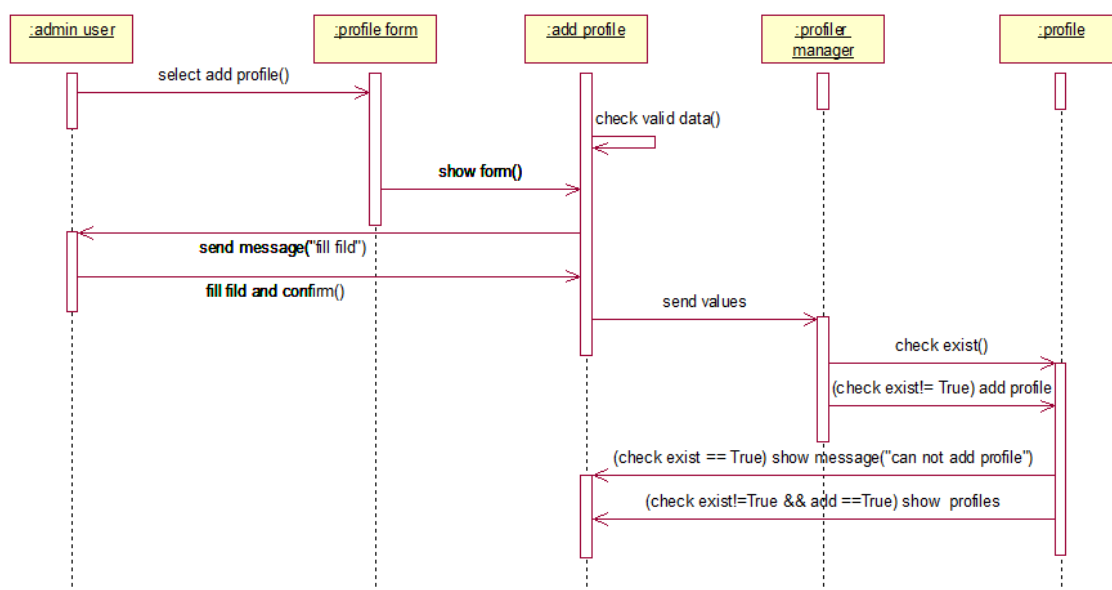 :admin user
:profile form
:add profile
:profiler
manager
:profile
select add profile()
check valid data()
show form()
send message("fill fild")
fill fild and confirm()
send values
check exist()
(check exist!= True) add profile
(check exist == True) show message("can not add profile")
(check exist!=True && add ==True) show  profiles